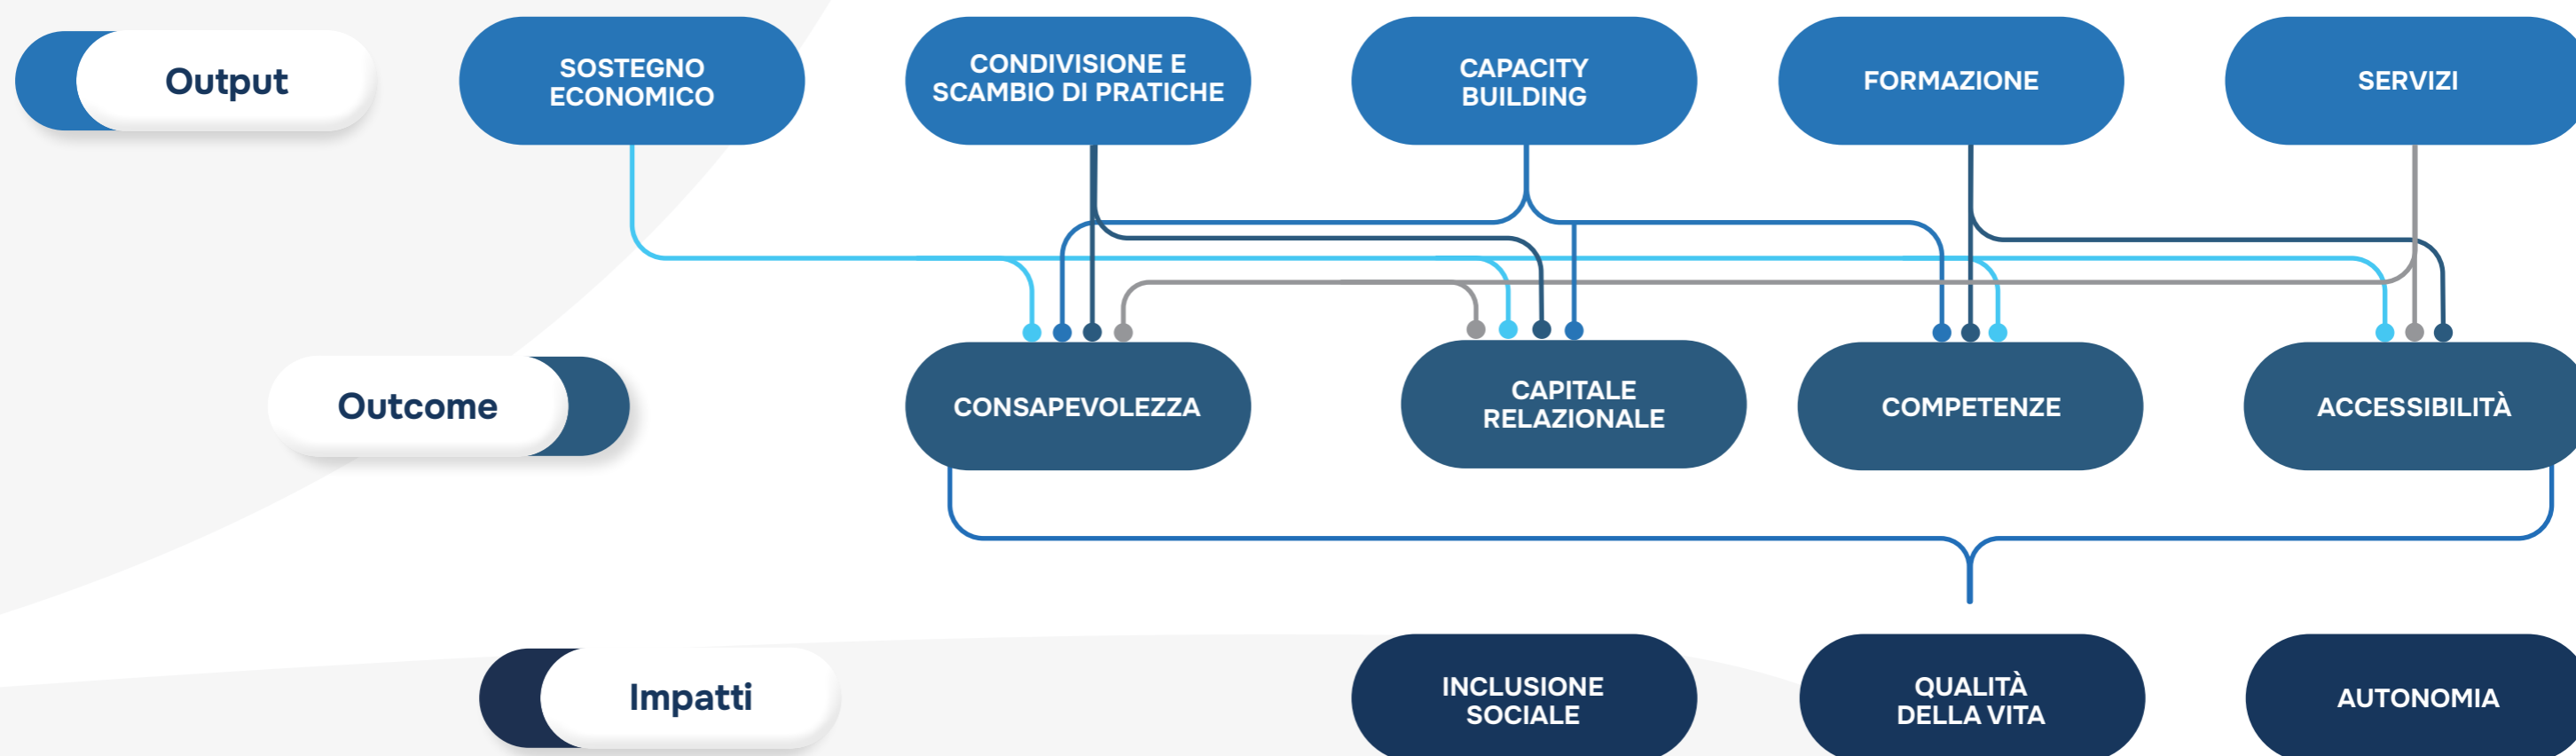 Output
SOSTEGNO
ECONOMICO
CONDIVISIONE E
SCAMBIO DI PRATICHE
CAPACITY
BUILDING
FORMAZIONE
SERVIZI
Outcome
CONSAPEVOLEZZA
CAPITALE
RELAZIONALE
COMPETENZE
ACCESSIBILITÀ
Impatti
INCLUSIONE
SOCIALE
QUALITÀ
DELLA VITA
AUTONOMIA